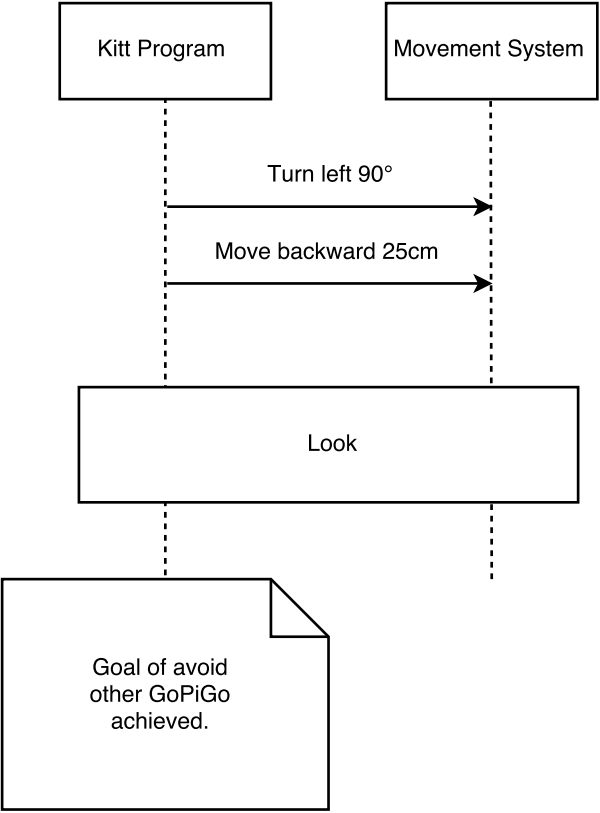 Kitt Program
Movement System
Turn left 90°
Move backward 25cm
Look
Goal of avoid
other GoPiGo
achieved.